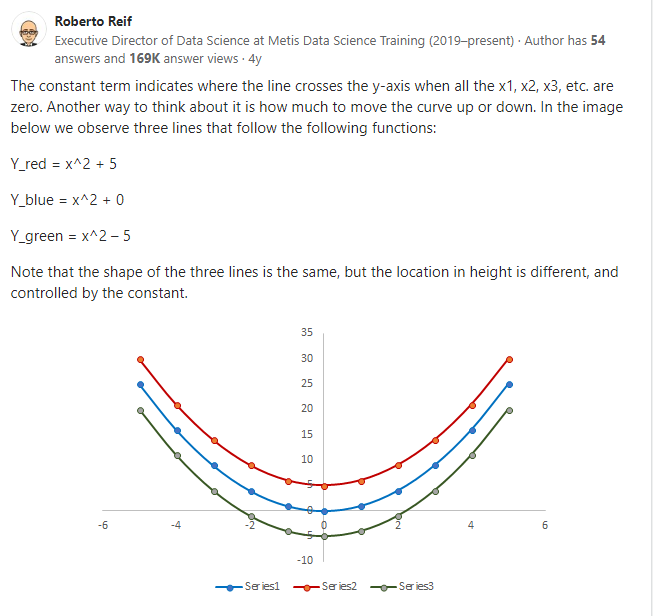 Roberto Reif
Executive Director of Data Science at Metis Data Science Training (2019–present) · Author has 54
answers and 169K answer views · 4y
The constant term indicates where the line crosses the y-axis when all the x1, x2, x3, etc. are
zero. Another way to think about it is how much to move the curve up or down. In the image
below we observe three lines that follow the following functions:
Y_red = x^2 + 5
Y_blue = x^2 + 0
Y_green = x^2 – 5
Note that the shape of the three lines is the same, but the location in height is different, and
controlled by the constant.
35
30
25
20
15
10
5
0
-6 -4 -2 0 2 4 6
-5
-10
Series1 Series2 Series3